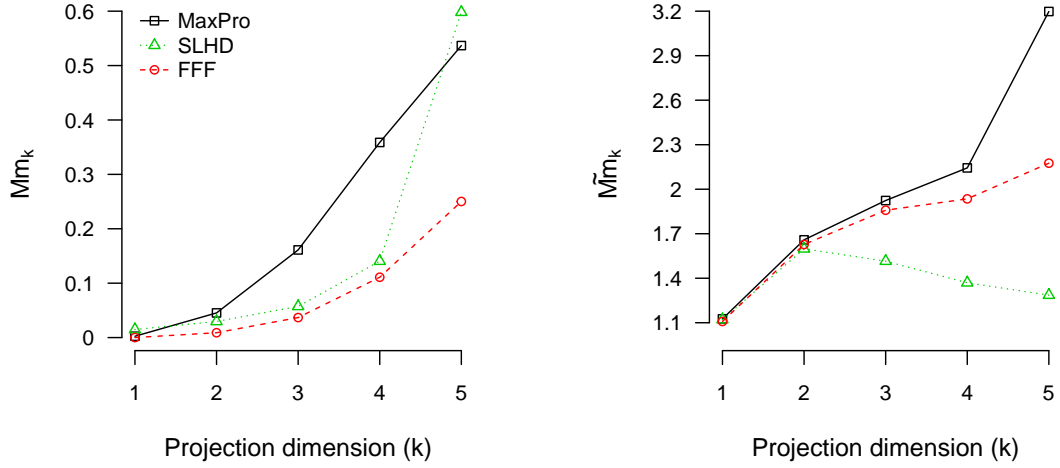 MaxPro
SLHD
FFF
Mm_k
0.6
0.5
0.4
0.3
0.2
0.1
0
1 2 3 4 5
Projection dimension (k)
M̃m_k
3.2
2.9
2.6
2.3
2
1.7
1.4
1.1
1 2 3 4 5
Projection dimension (k)